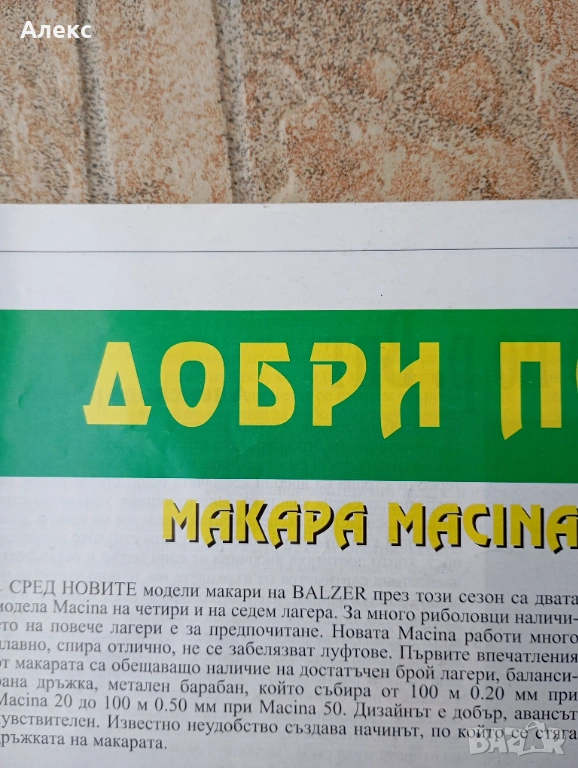 Алекс
ДОБРИ
МАКАРА MACINA
СРЕД НОВИТЕ модели макари на BALZER през този сезон са двата
модела Macina на четири и на седем лагера. За много риболовци наличи-
ето на повече лагери е за предпочитане. Новата Macina работи много
плавно, спира отлично, не се забелязват луфтове. Първите впечатления
от макарата са обещаващо наличие на достатъчен брой лагери, баланси-
рана дръжка, метален барабан, който събира от 100 м 0.20 мм при
Macina 20 до 100 м 0.50 мм при Macina 50. Дизайнът е добър, авансът
чувствителен. Известно неудобство създава начинът, по който се стяга
дръжката на макарата.
bazar